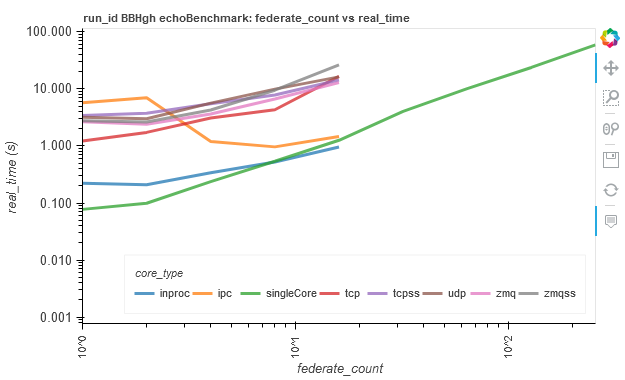 run_id BBHgh echoBenchmark: federate_count vs real_time
100.000
10.000
1.000
0.100
0.010
0.001
real_time (s)
core_type
inproc ipc singleCore tcp tcpss udp zmq zmqss
10^0 10^1 10^2
federate_count